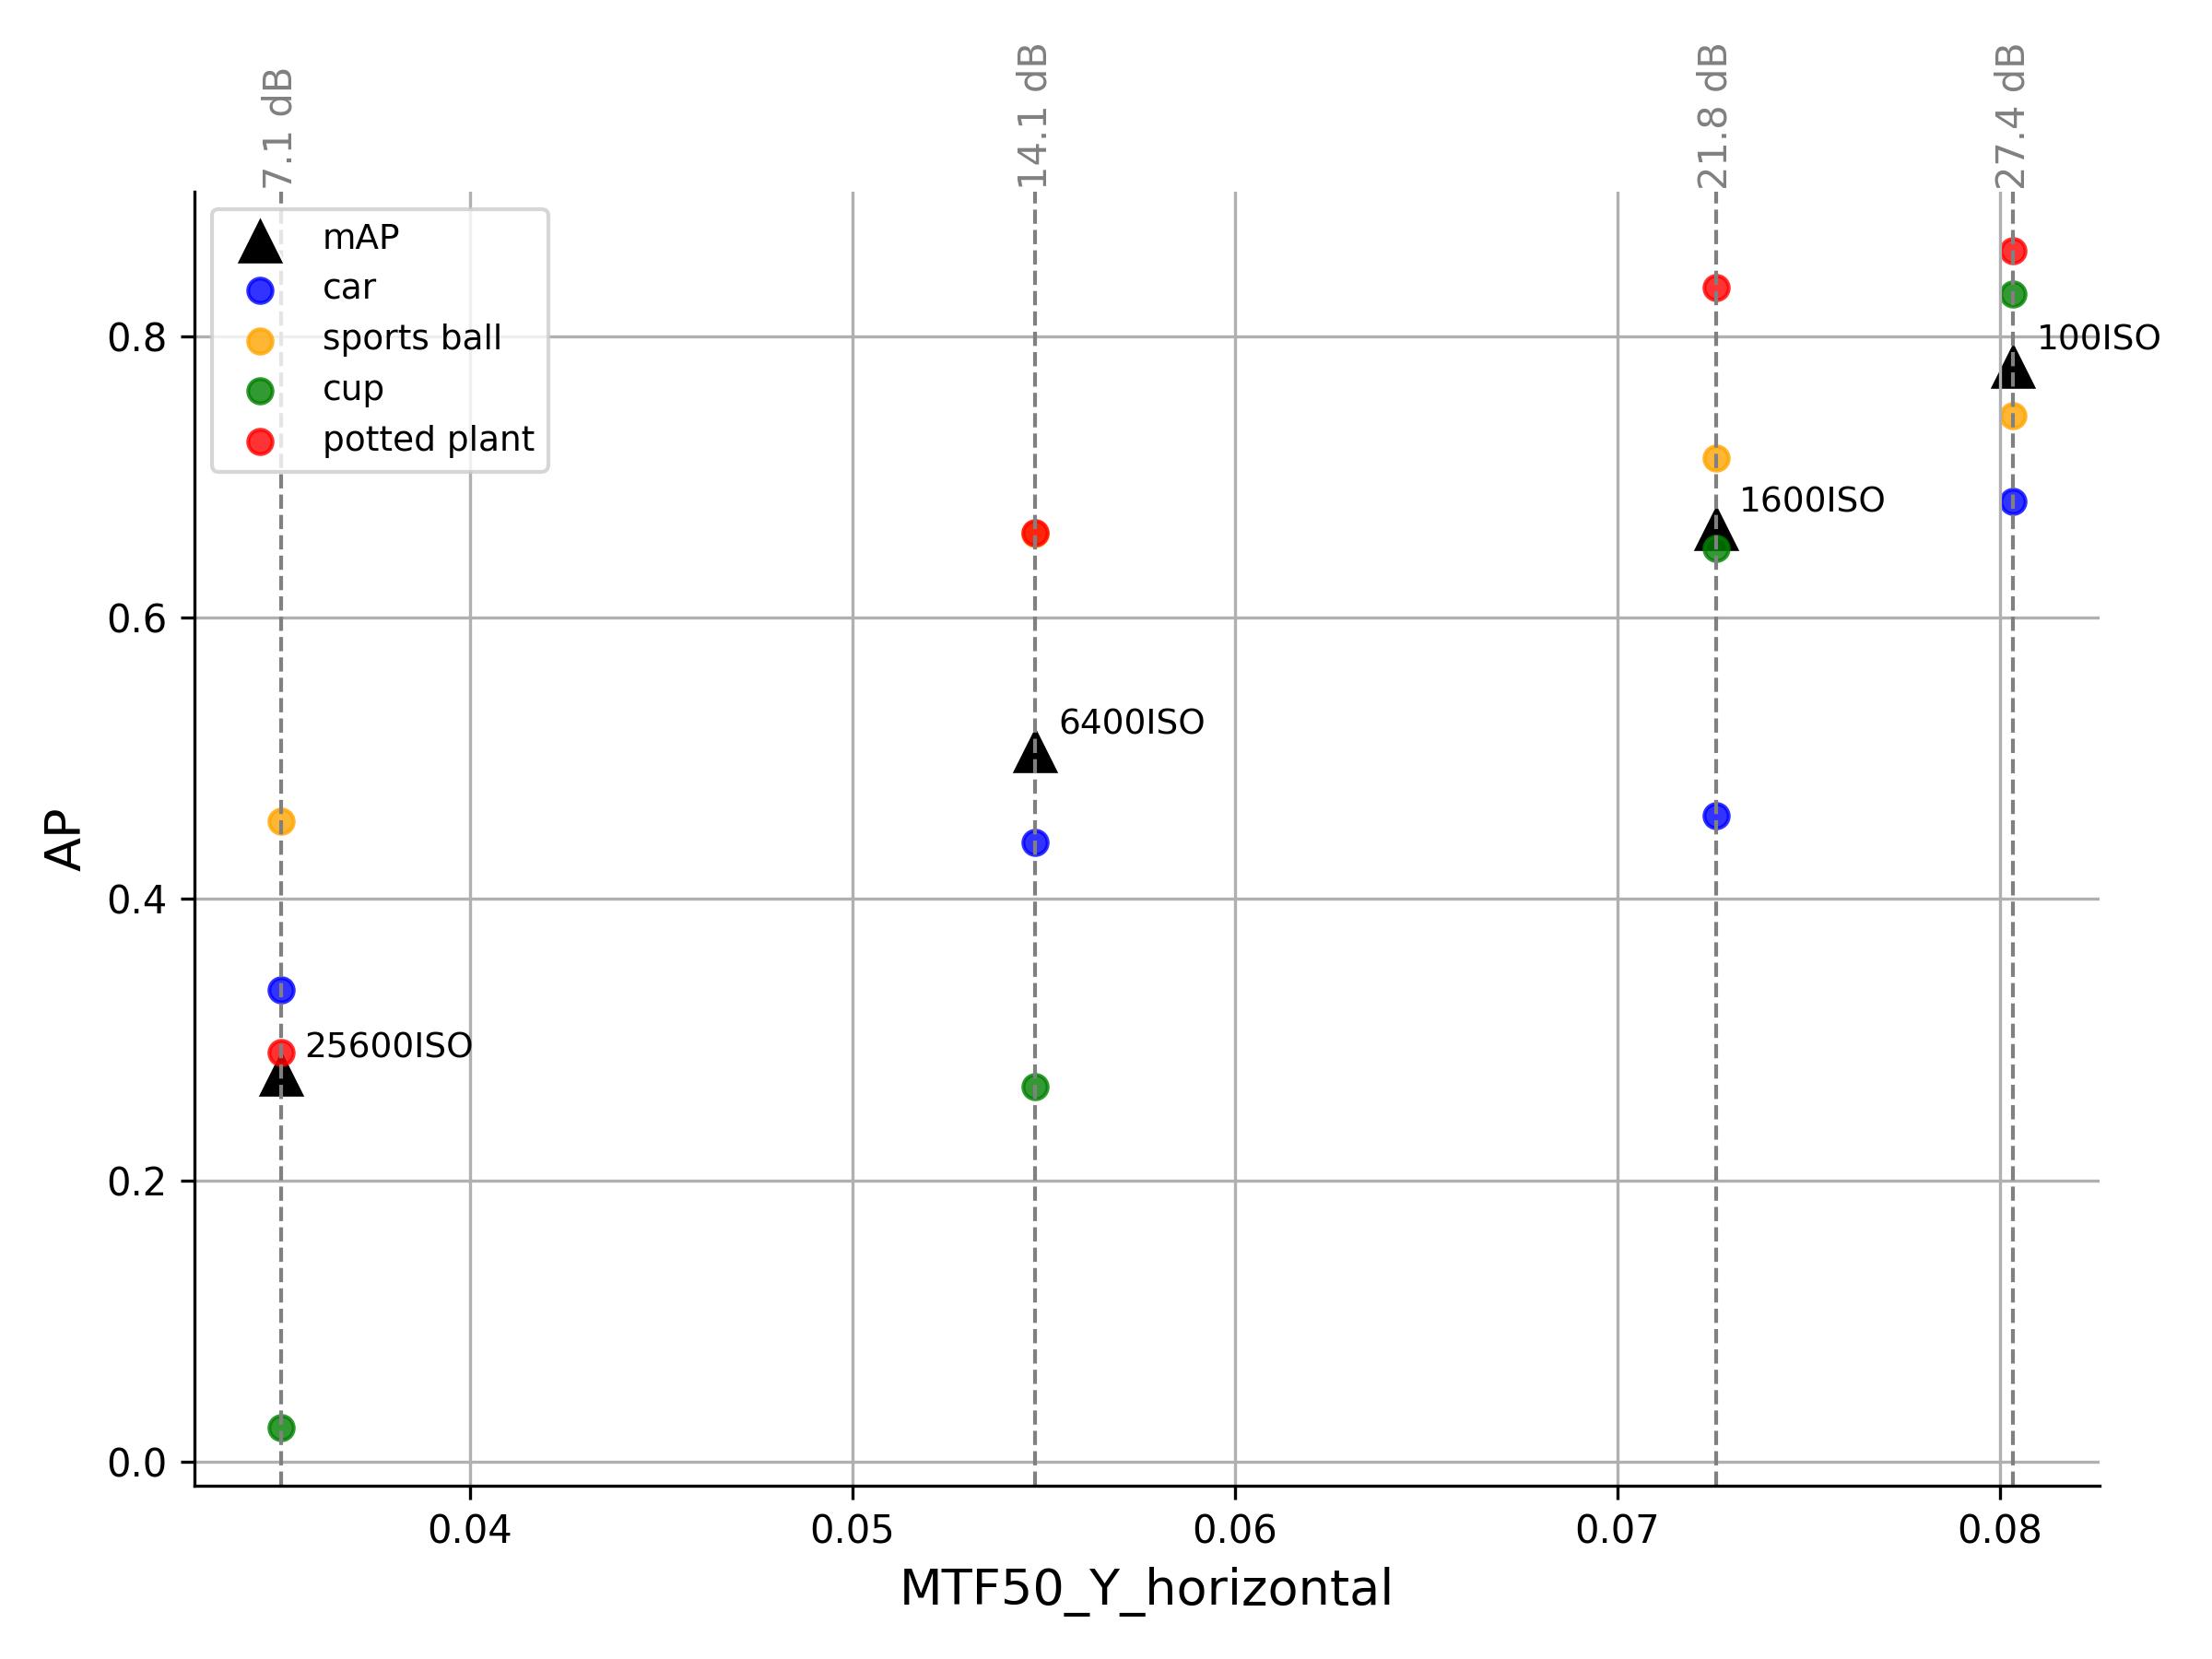 7.1 dB
14.1 dB
21.8 dB
27.4 dB
mAP
car
sports ball
cup
potted plant
100ISO
1600ISO
6400ISO
25600ISO
AP
0.8
0.6
0.4
0.2
0.0
0.04
0.05
0.06
0.07
0.08
MTF50_Y_horizontal